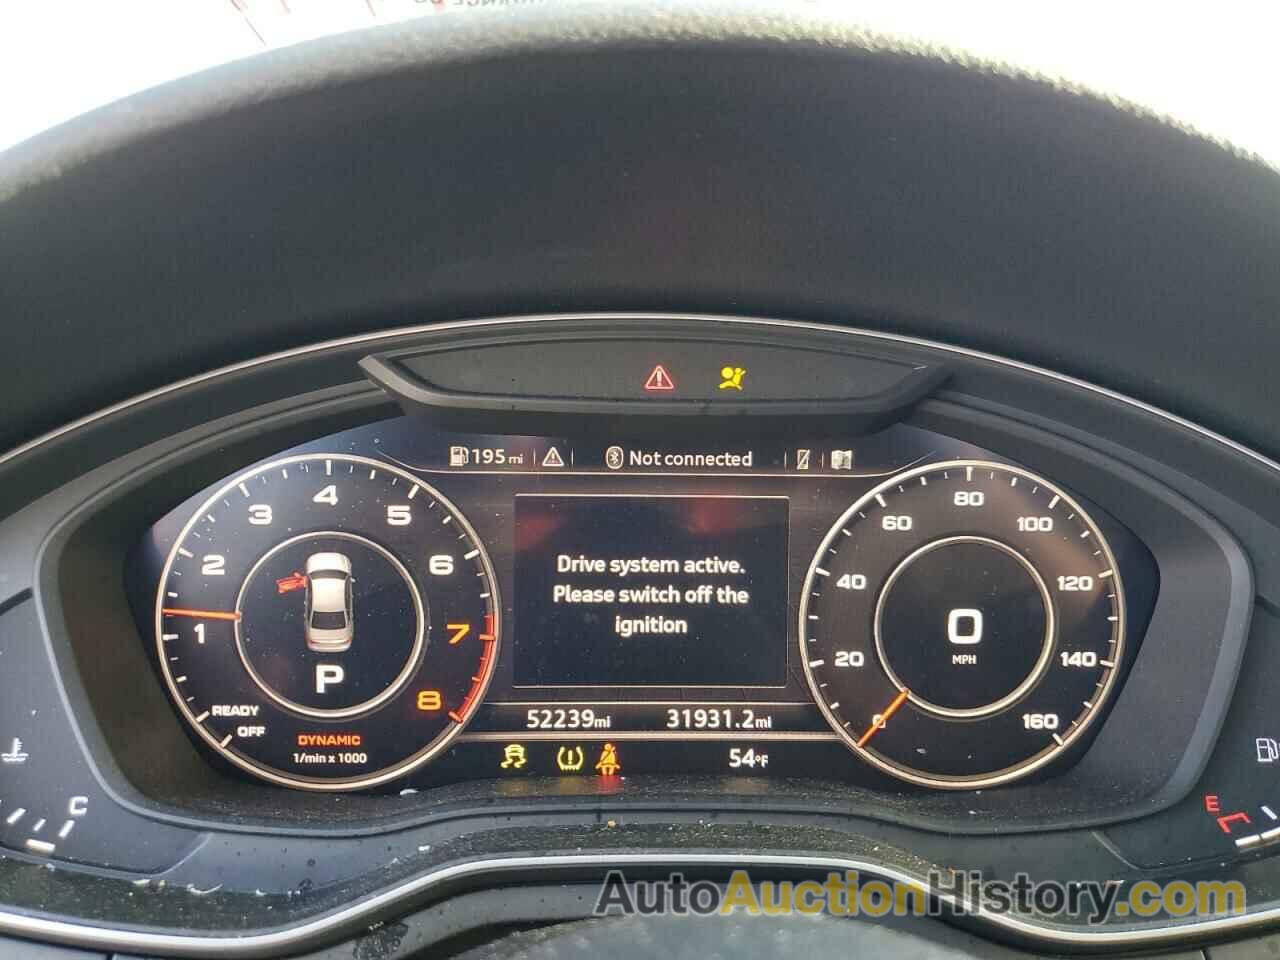 195 mi
Not connected
4
3
5
2
6
1
7
8
P
READY
OFF
DYNAMIC
1/min x 1000
Drive system active.
Please switch off the
ignition
52239mi
31931.2mi
54°F
80
60
100
40
120
20
140
0
160
0
MPH
C
E
AutoAuctionHistory.com